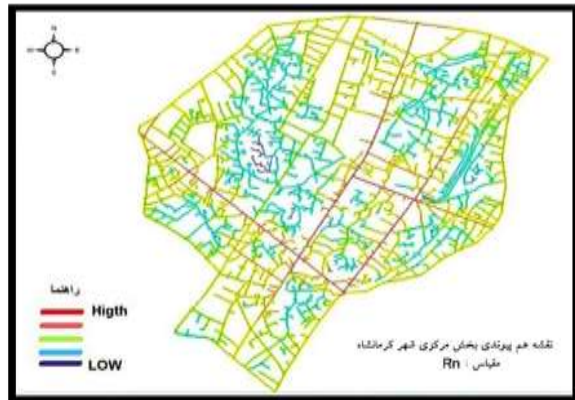 N
راهنما
Higth
LOW
نقشه هم پیوندی بخش مرکزی شهر کرمانشاه
مقیاس : Rn